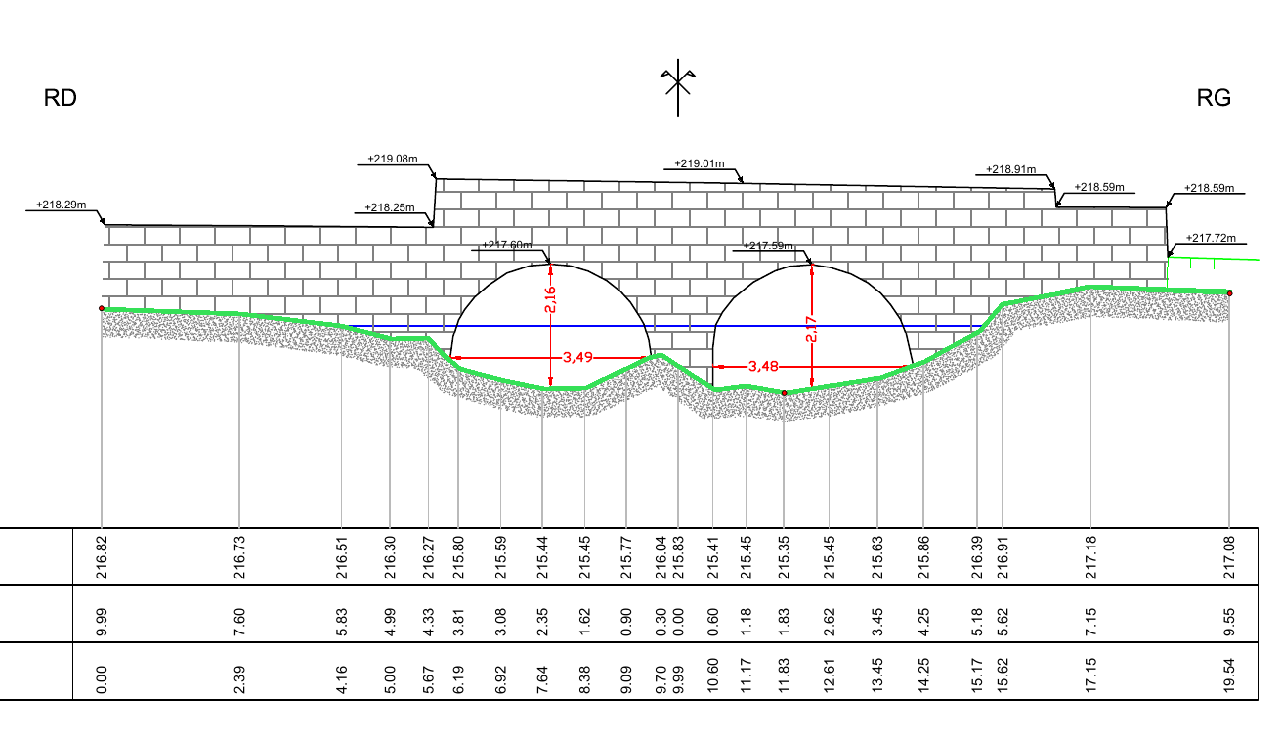 RD
RG
+219.08m
+219.01m
+218.91m
+218.59m
+218.59m
+218.29m
+218.25m
+217.60m
+217.59m
+217.72m
2,16
2,17
3,49
3,48
216.82 216.73 216.51 216.30 216.27 215.80 215.59 215.44 215.45 215.77 216.04 215.83 215.41 215.45 215.35 215.45 215.63 215.86 216.39 216.91 217.18 217.08
9.99 7.60 5.83 4.99 4.33 3.81 3.08 2.35 1.62 0.90 0.30 0.00 0.60 1.18 1.83 2.62 3.45 4.25 5.18 5.62 7.15 9.55
0.00 2.39 4.16 5.00 5.67 6.19 6.92 7.64 8.38 9.09 9.70 9.99 10.60 11.17 11.83 12.61 13.45 14.25 15.17 15.62 17.15 19.54